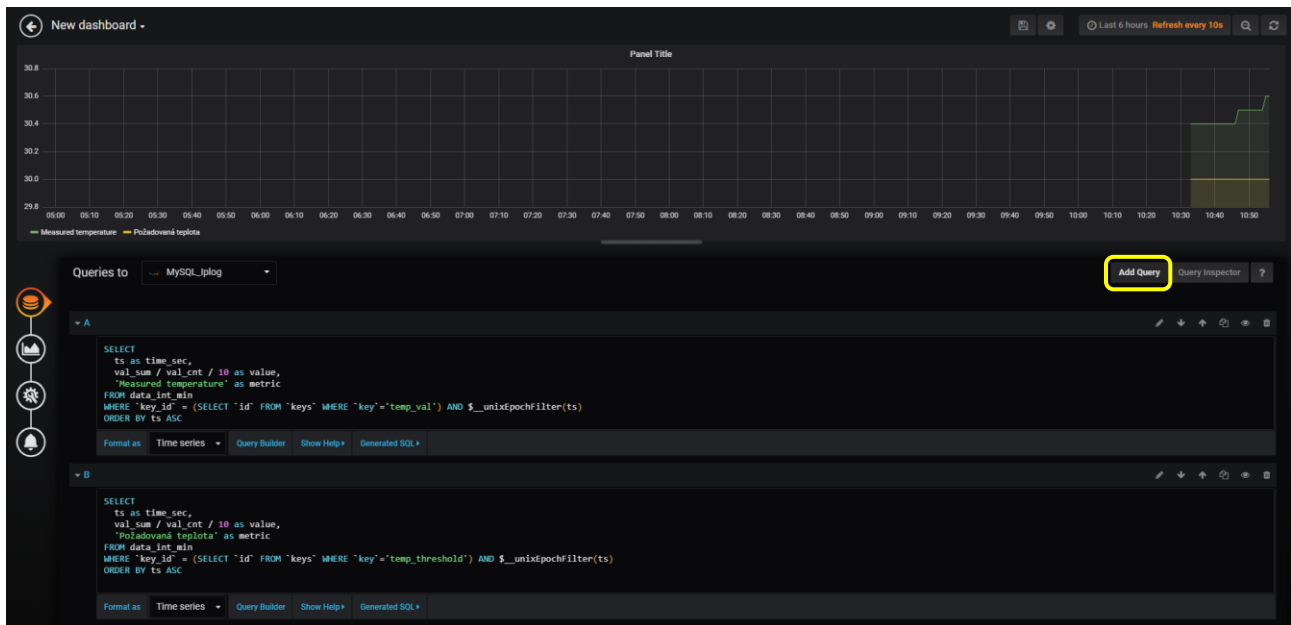 New dashboard
Last 6 hours Refresh every 10s
Panel Title
30.8
30.6
30.4
30.2
30.0
29.8
05:00 05:10 05:20 05:30 05:40 05:50 06:00 06:10 06:20 06:30 06:40 06:50 07:00 07:10 07:20 07:30 07:40 07:50 08:00 08:10 08:20 08:30 08:40 08:50 09:00 09:10 09:20 09:30 09:40 09:50 10:00 10:10 10:20 10:30 10:40 10:50
Measured temperature Požadovaná teplota
Queries to MySQL_Iplog Add Query Query Inspector ?
A
SELECT
ts as time_sec,
val_sum / val_cnt / 10 as value,
'Measured temperature' as metric
FROM data_int_min
WHERE `key_id` = (SELECT `id` FROM `keys` WHERE `key`='temp_val') AND $__unixEpochFilter(ts)
ORDER BY ts ASC
Format as Time series Query Builder Show Help Generated SQL
B
SELECT
ts as time_sec,
val_sum / val_cnt / 10 as value,
'Požadovaná teplota' as metric
FROM data_int_min
WHERE `key_id` = (SELECT `id` FROM `keys` WHERE `key`='temp_threshold') AND $__unixEpochFilter(ts)
ORDER BY ts ASC
Format as Time series Query Builder Show Help Generated SQL